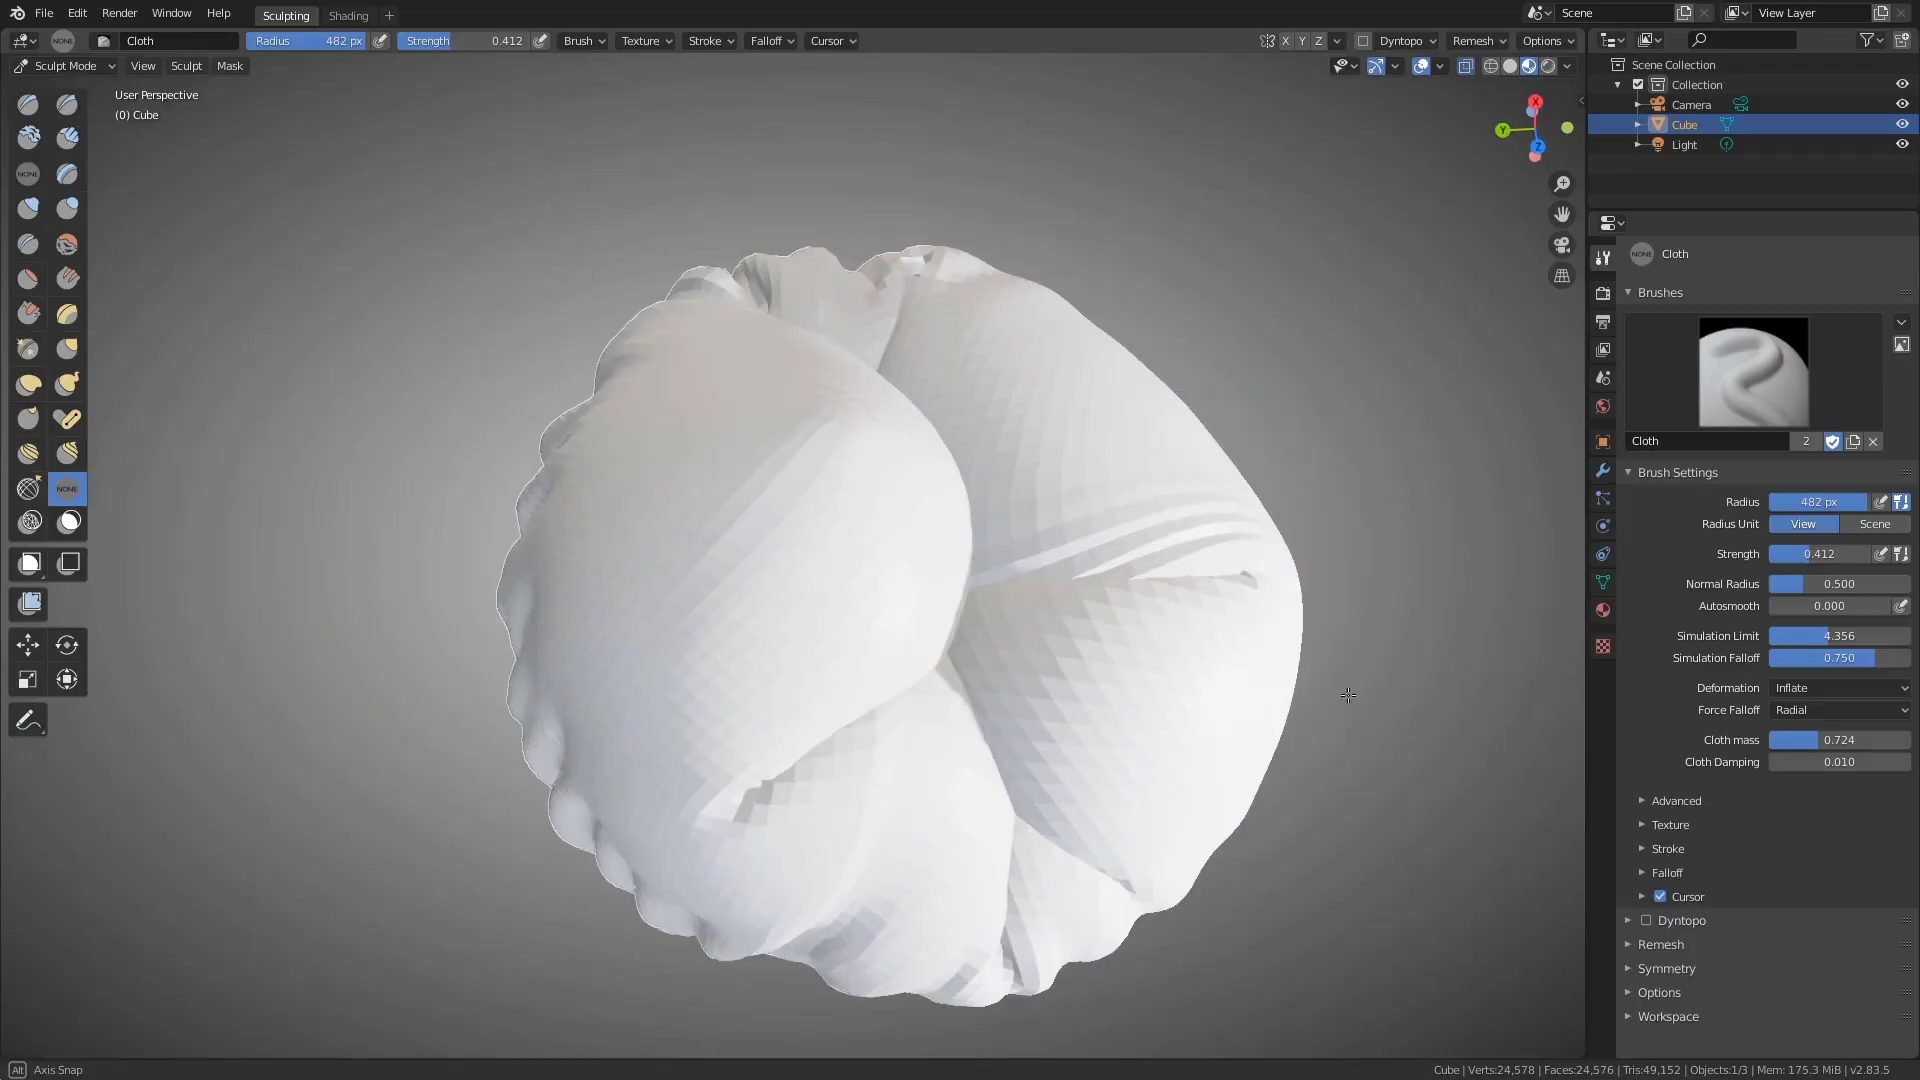 File Edit Render Window Help Sculpting Shading + Scene View Layer
Cloth Radius 482 px Strength 0.412 Brush Texture Stroke Falloff Cursor X Y Z Dyntopo Remesh Options
Sculpt Mode View Sculpt Mask
User Perspective
(0) Cube
X
Y
Z
NONE
NONE
NONE
Scene Collection
Collection
Camera
Cube
Light
NONE Cloth
Brushes
Cloth 2
Brush Settings
Radius 482 px
Radius Unit View Scene
Strength 0.412
Normal Radius 0.500
Autosmooth 0.000
Simulation Limit 4.356
Simulation Falloff 0.750
Deformation Inflate
Force Falloff Radial
Cloth mass 0.724
Cloth Damping 0.010
Advanced
Texture
Stroke
Falloff
Cursor
Dyntopo
Remesh
Symmetry
Options
Workspace
Alt Axis Snap
Cube | Verts:24,578 | Faces:24,576 | Tris:49,152 | Objects:1/3 | Mem: 175.3 MiB | v2.83.5